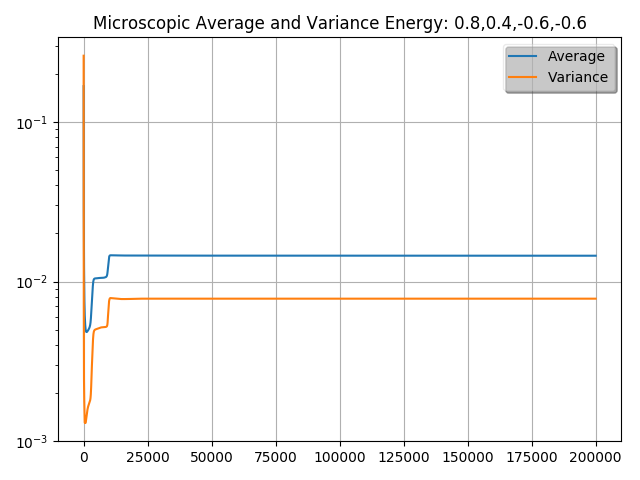 Microscopic Average and Variance Energy: 0.8,0.4,-0.6,-0.6
Average
Variance
10⁻¹
10⁻²
10⁻³
0 25000 50000 75000 100000 125000 150000 175000 200000